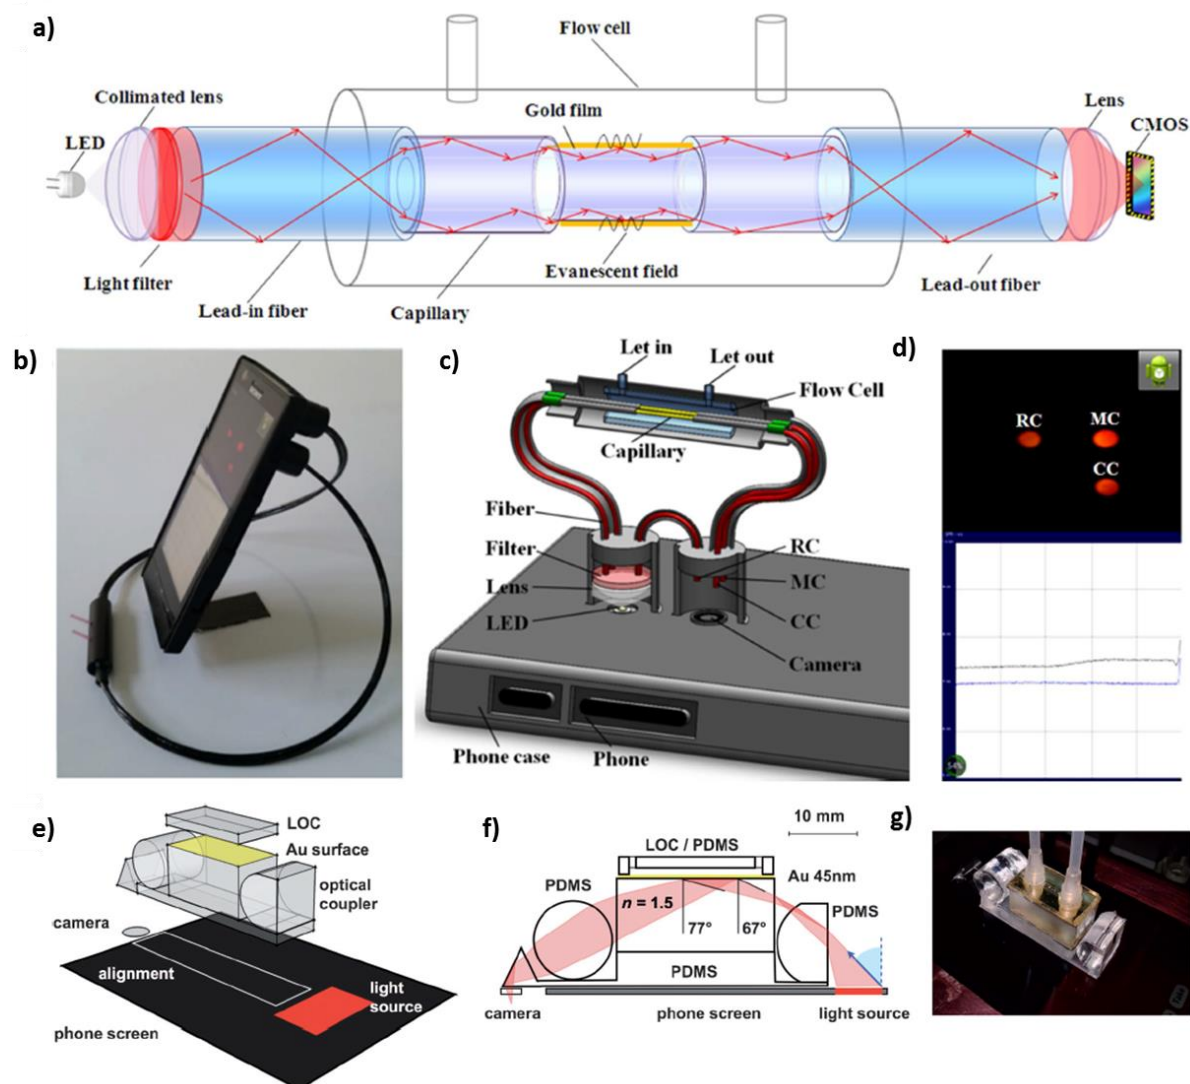 a)
Flow cell
Collimated lens
LED
Gold film
Lens
CMOS
Light filter
Lead-in fiber
Capillary
Evanescent field
Lead-out fiber
b)
c)
Let in
Let out
Flow Cell
Capillary
Fiber
Filter
Lens
LED
RC
MC
CC
Camera
Phone case
Phone
d)
RC
MC
CC
54%
e)
LOC
Au surface
optical
coupler
camera
alignment
light
source
phone screen
f)
10 mm
LOC / PDMS
Au 45nm
PDMS
n = 1.5
77°
67°
PDMS
PDMS
camera
phone screen
light source
g)